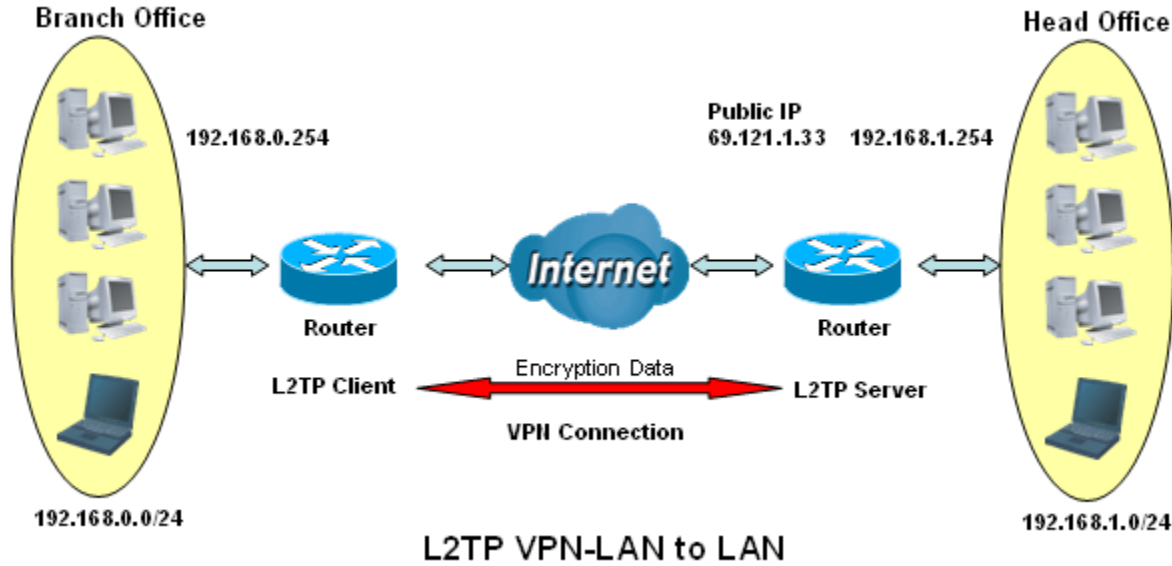 Branch Office
Head Office
192.168.0.254
Public IP
69.121.1.33
192.168.1.254
Internet
Router
Router
L2TP Client
Encryption Data
L2TP Server
VPN Connection
192.168.0.0/24
192.168.1.0/24
L2TP VPN-LAN to LAN